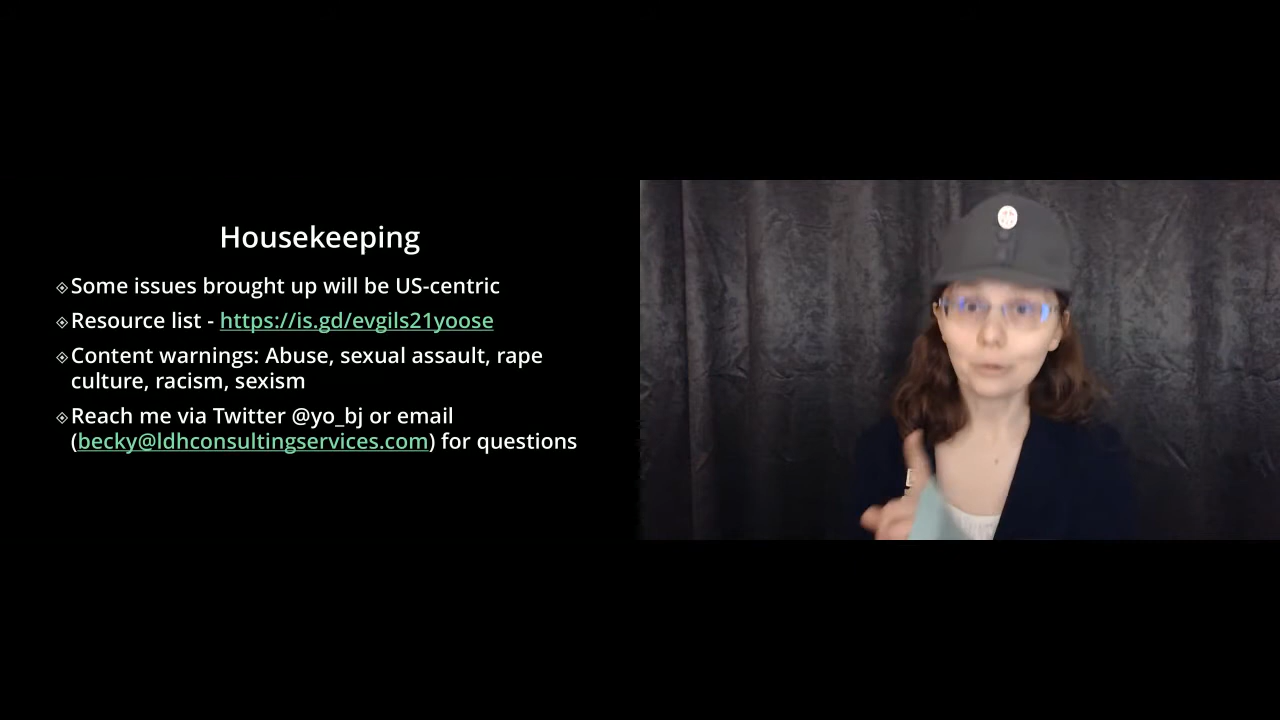 Housekeeping
Some issues brought up will be US-centric
Resource list - https://is.gd/evgils21yoose
Content warnings: Abuse, sexual assault, rape
culture, racism, sexism
Reach me via Twitter @yo_bj or email
(becky@ldhconsultingservices.com) for questions